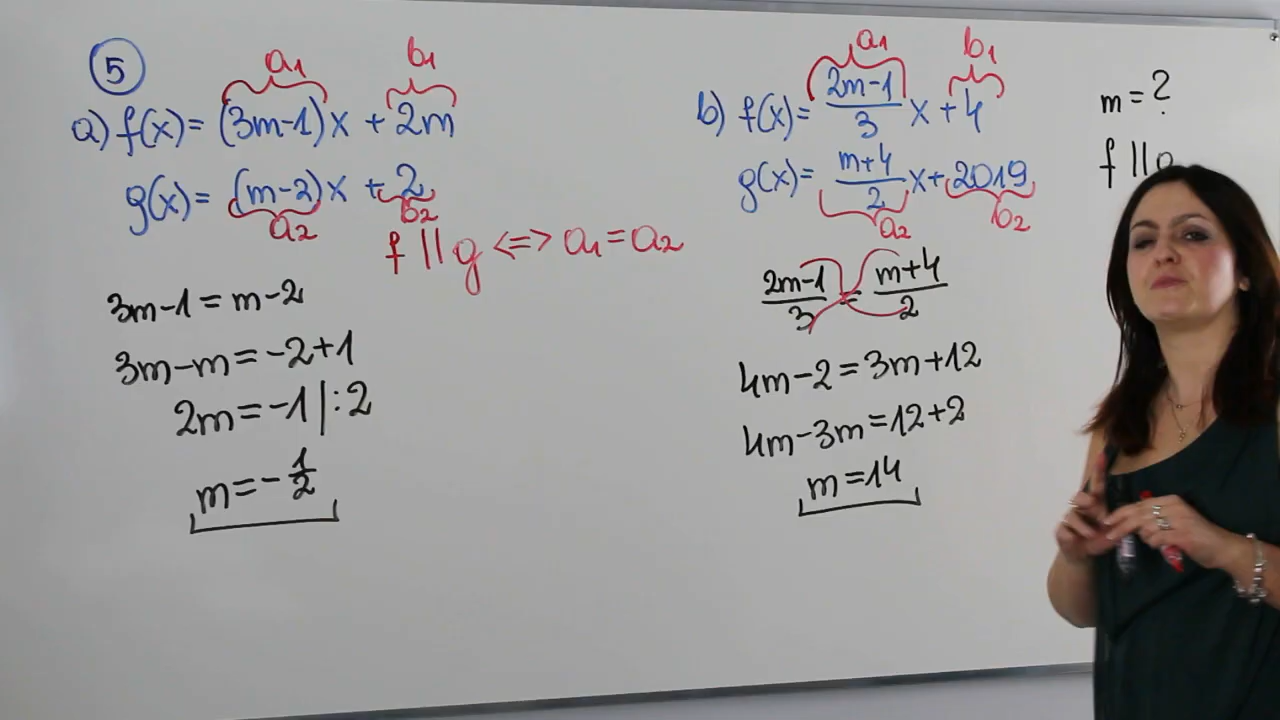 5
a₁ b₁
a) f(x) = (3m-1)x + 2m
g(x) = (m-2)x + 2
a₂ b₂
f || g <=> a₁ = a₂
3m-1 = m-2
3m-m = -2+1
2m = -1 | :2
m = -1/2
a₁ b₁
b) f(x) = (2m-1)/3 x + 4
g(x) = (m+4)/2 x + 2019
a₂ b₂
(2m-1)/3 = (m+4)/2
4m-2 = 3m+12
4m-3m = 12+2
m = 14
m = ?
f || g